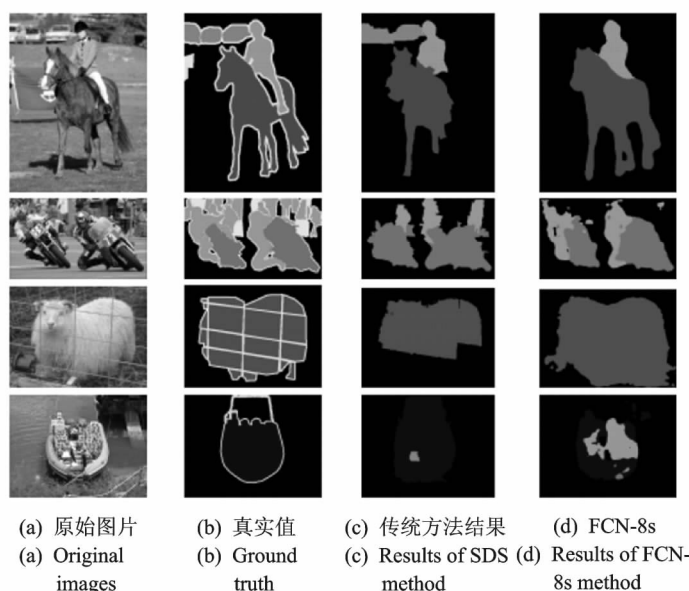 (a) 原始图片 (b) 真实值 (c) 传统方法结果 (d) FCN-8s
(a) Original (b) Ground (c) Results of SDS (d) Results of FCN-
images truth method 8s method